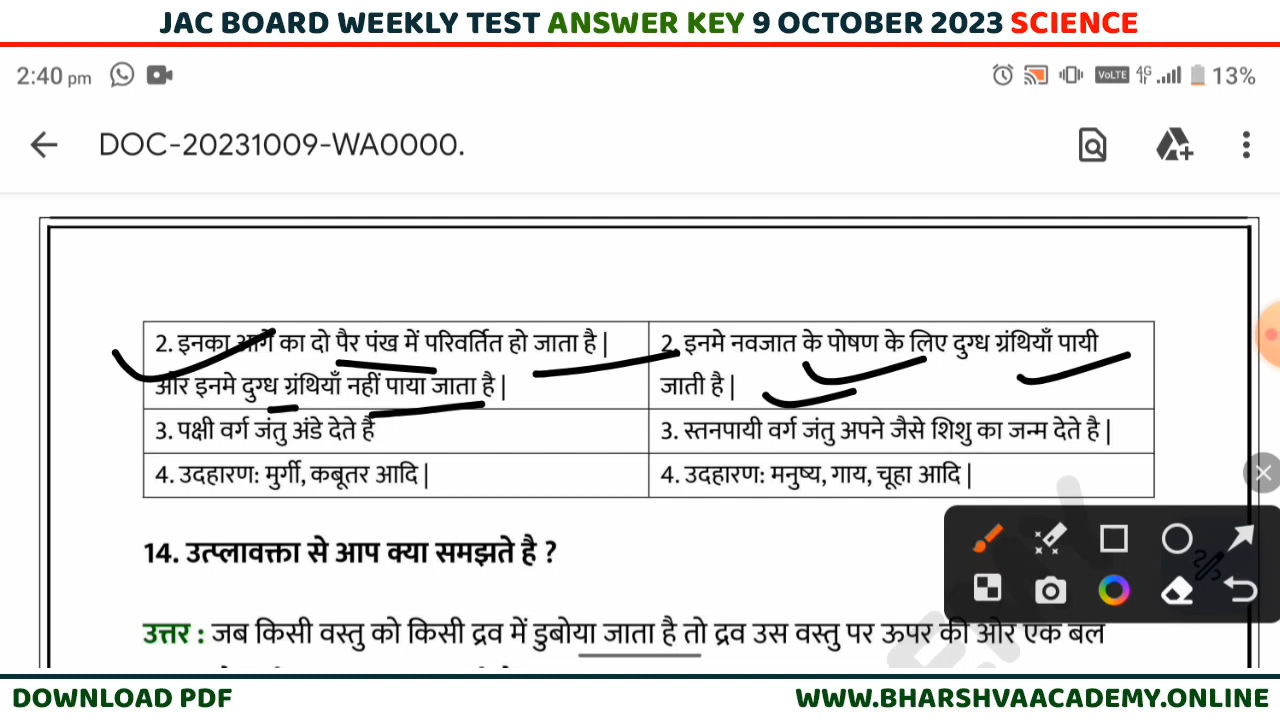 JAC BOARD WEEKLY TEST ANSWER KEY 9 OCTOBER 2023 SCIENCE
2:40 pm VoLTE 4G 13%
DOC-20231009-WA0000.
2. इनका आगे का दो पैर पंख में परिवर्तित हो जाता है |
और इनमे दुग्ध ग्रंथियाँ नहीं पाया जाता है |
2. इनमे नवजात के पोषण के लिए दुग्ध ग्रंथियाँ पायी
जाती है |
3. पक्षी वर्ग जंतु अंडे देते हैं
3. स्तनपायी वर्ग जंतु अपने जैसे शिशु का जन्म देते है |
4. उदहारण: मुर्गी, कबूतर आदि |
4. उदहारण: मनुष्य, गाय, चूहा आदि |
14. उत्प्लावक्ता से आप क्या समझते है ?
उत्तर : जब किसी वस्तु को किसी द्रव में डुबोया जाता है तो द्रव उस वस्तु पर ऊपर की ओर एक बल
DOWNLOAD PDF
WWW.BHARSHVAACADEMY.ONLINE